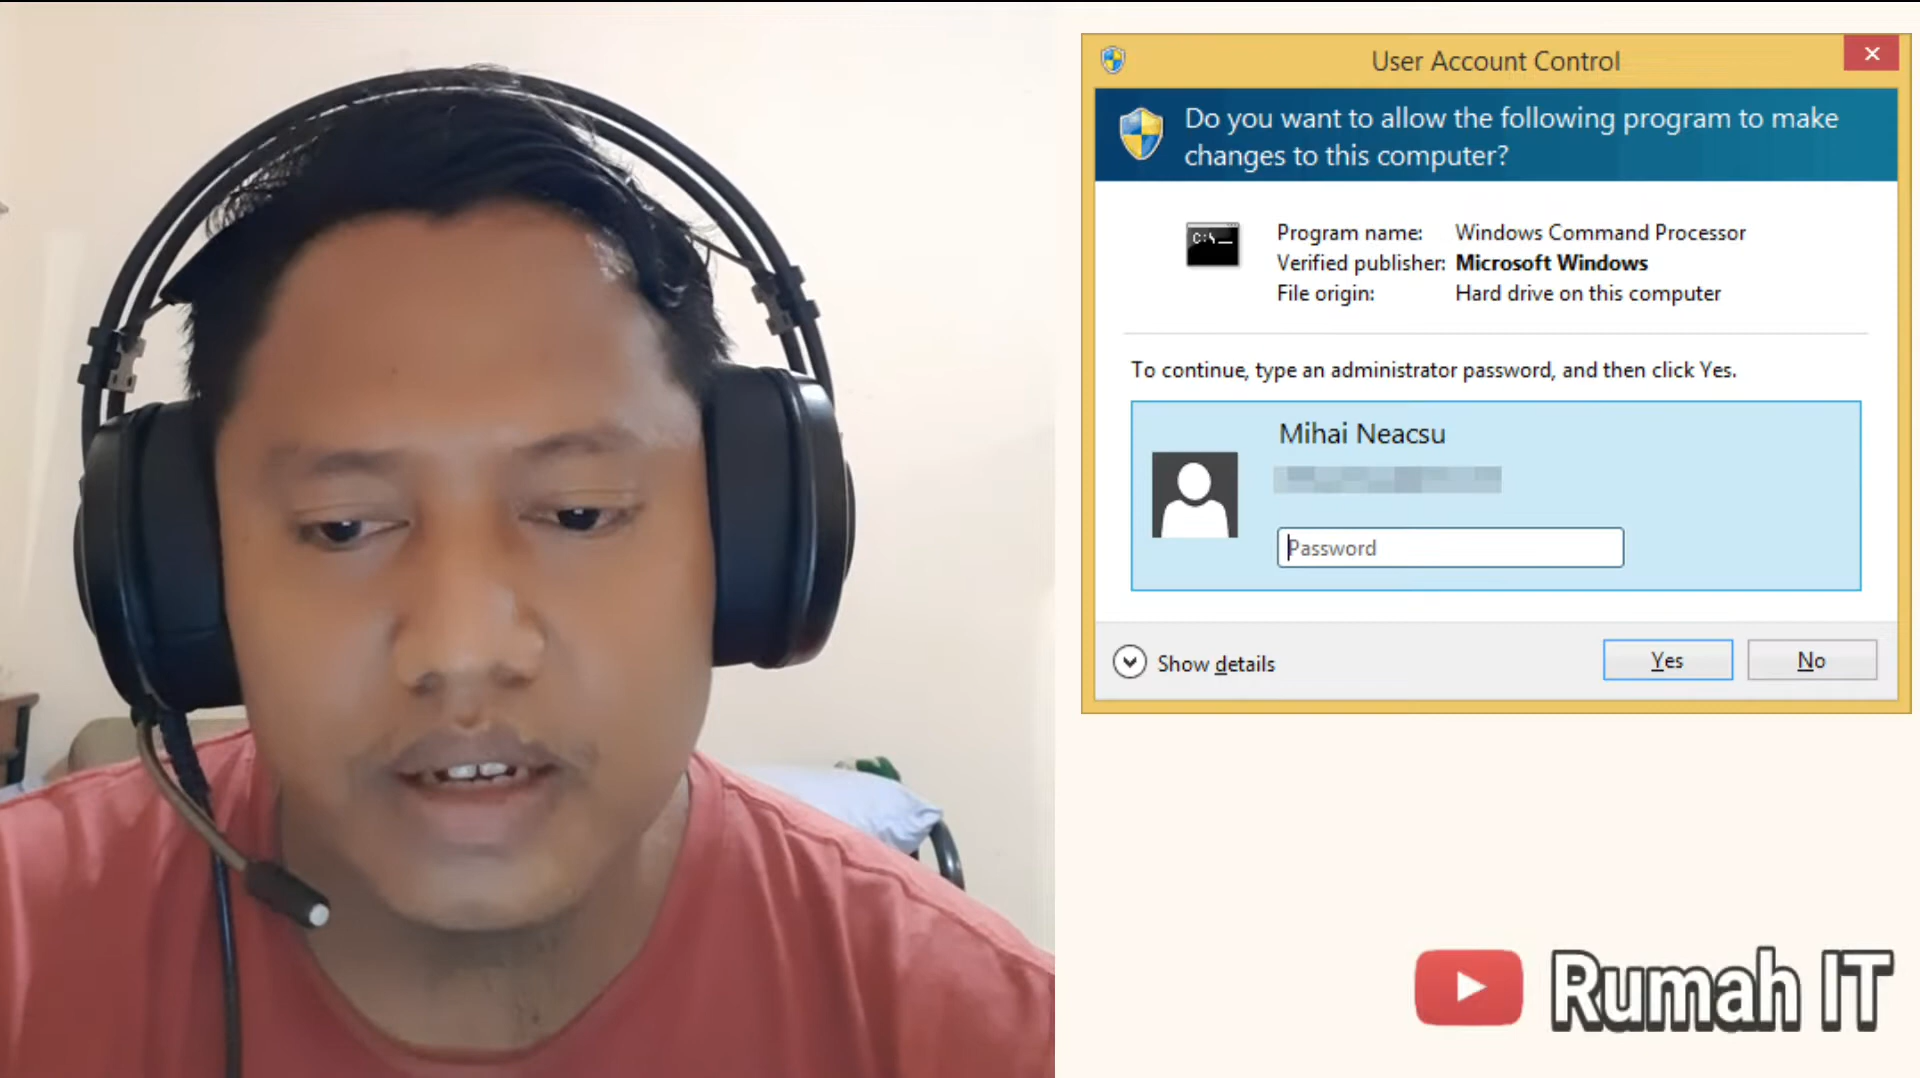 User Account Control
Do you want to allow the following program to make
changes to this computer?
C:\
Program name: Windows Command Processor
Verified publisher: Microsoft Windows
File origin: Hard drive on this computer
To continue, type an administrator password, and then click Yes.
Mihai Neacsu
Password
Show details
Yes
No
Rumah IT